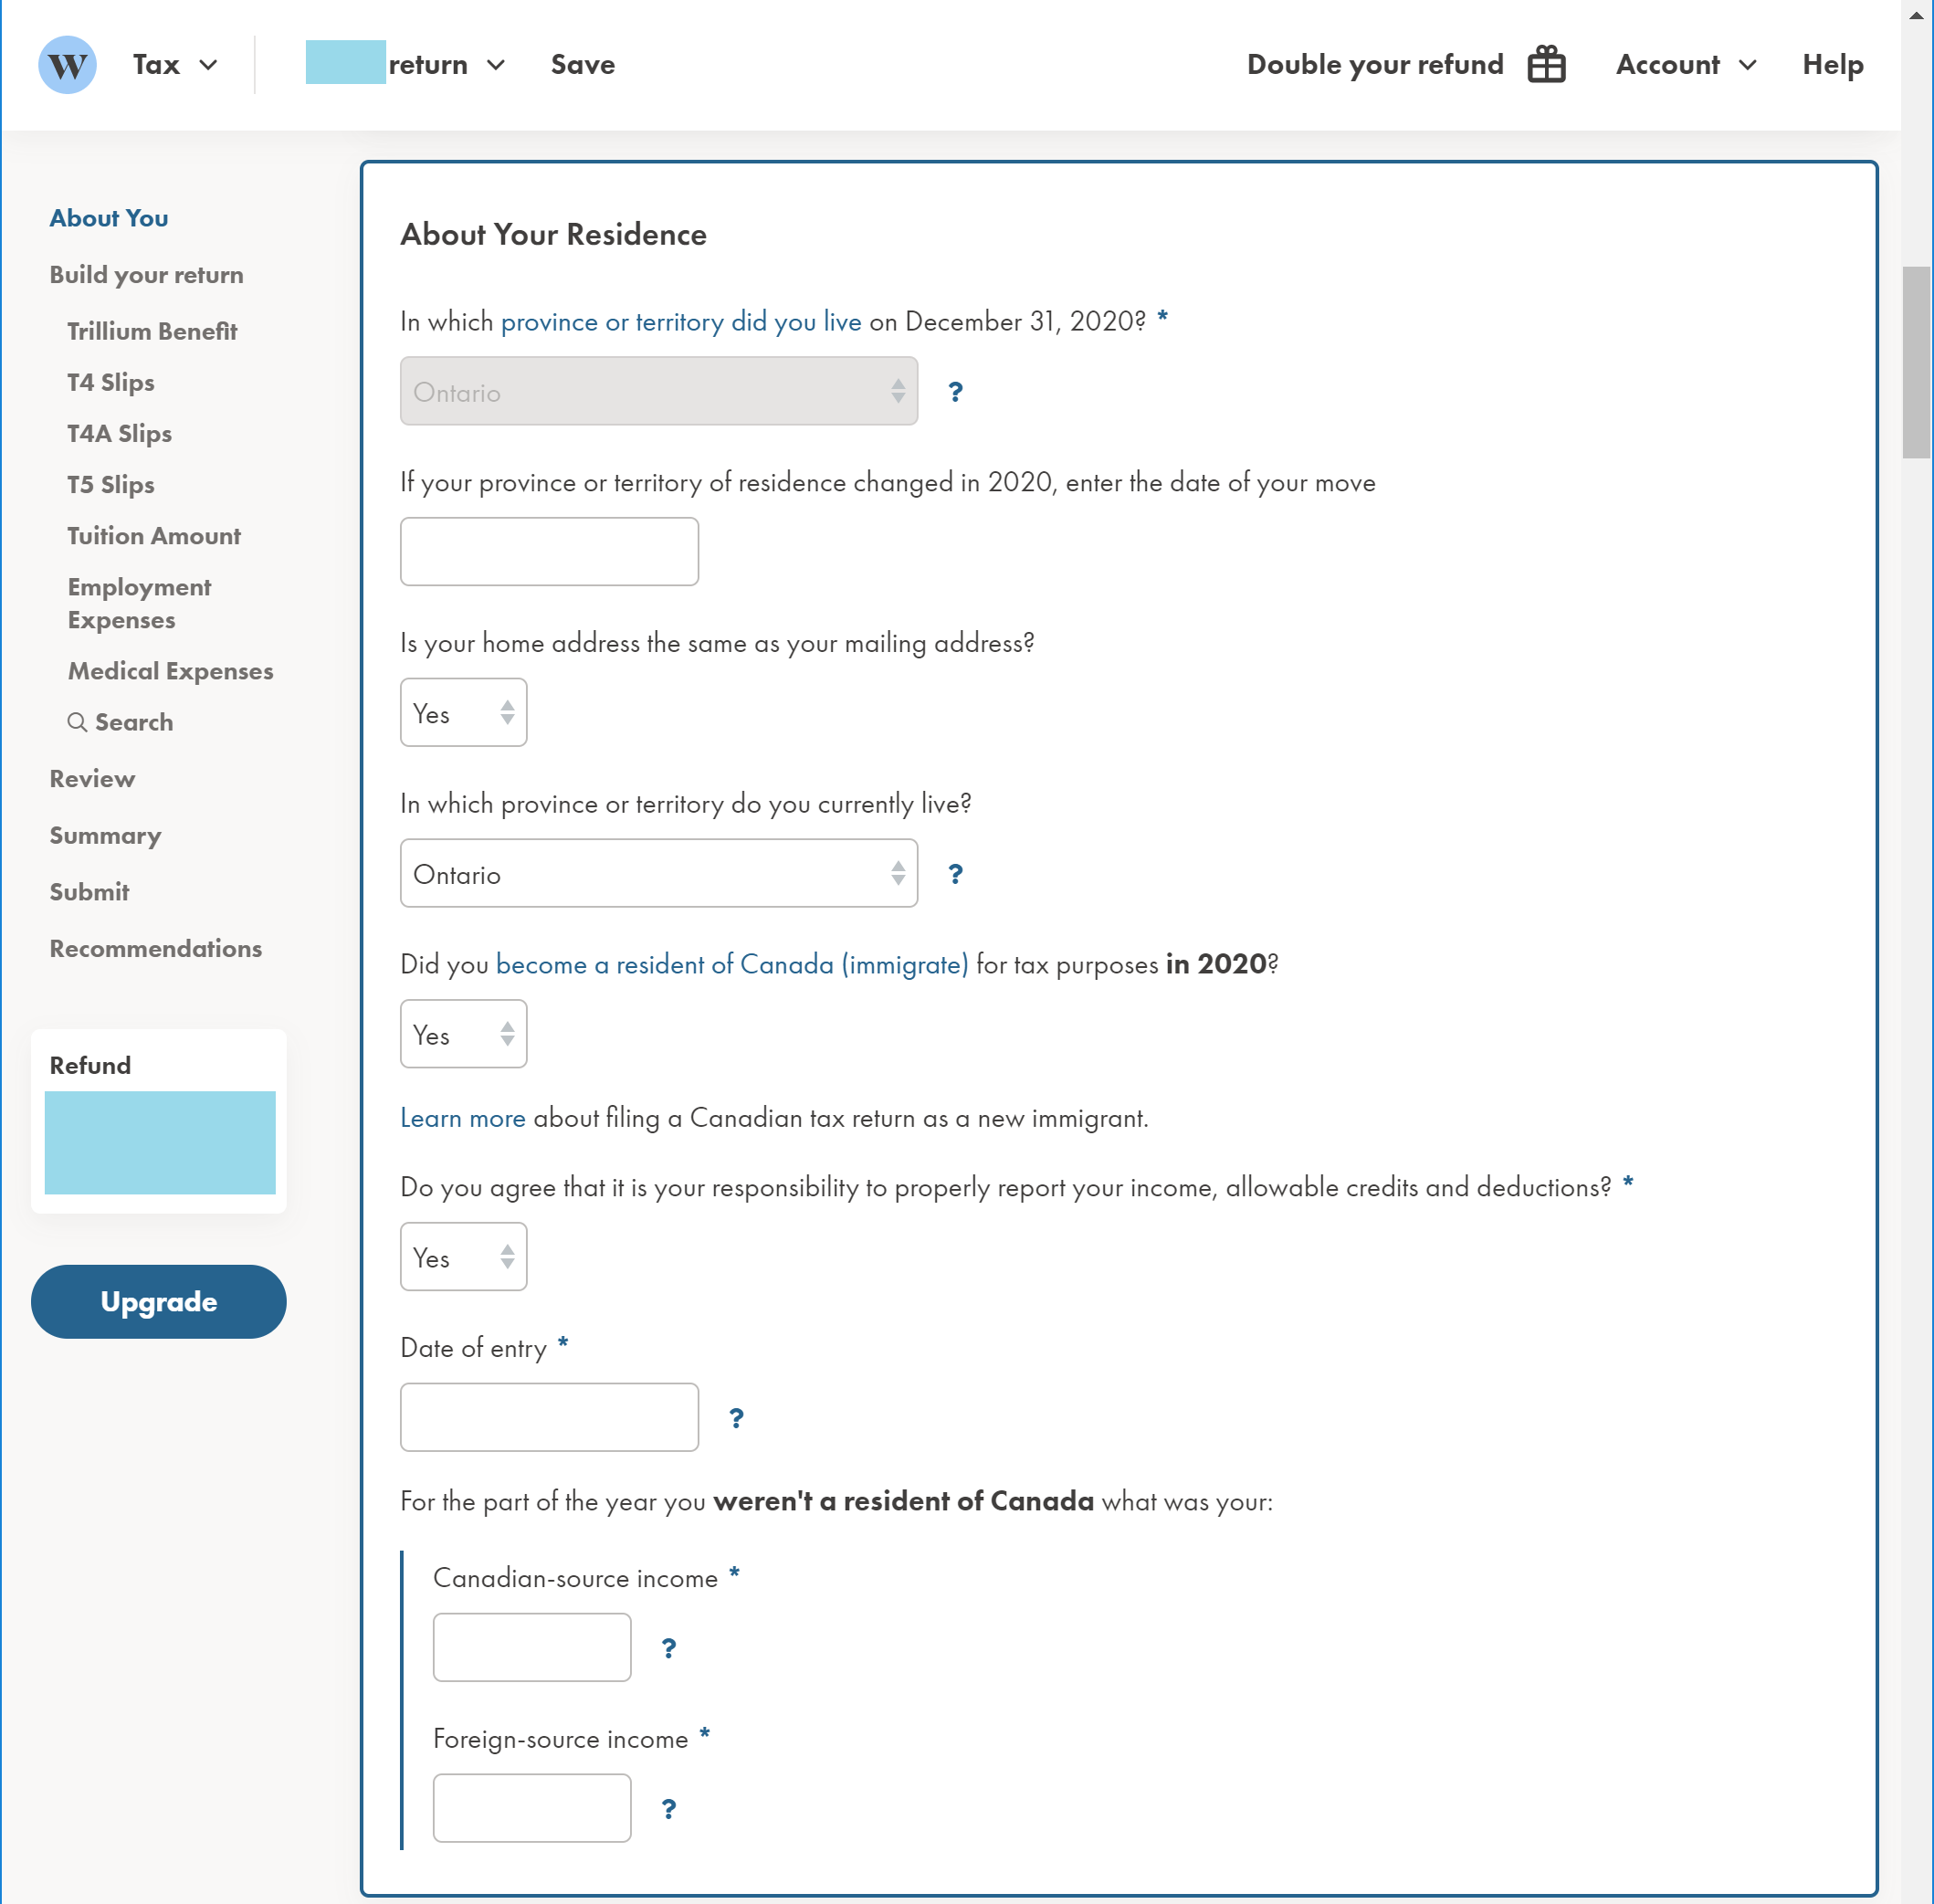 W Tax return Save Double your refund Account Help
About You
Build your return
Trillium Benefit
T4 Slips
T4A Slips
T5 Slips
Tuition Amount
Employment
Expenses
Medical Expenses
Search
Review
Summary
Submit
Recommendations
Refund
Upgrade
About Your Residence
In which province or territory did you live on December 31, 2020? *
Ontario ?
If your province or territory of residence changed in 2020, enter the date of your move
Is your home address the same as your mailing address?
Yes
In which province or territory do you currently live?
Ontario ?
Did you become a resident of Canada (immigrate) for tax purposes in 2020?
Yes
Learn more about filing a Canadian tax return as a new immigrant.
Do you agree that it is your responsibility to properly report your income, allowable credits and deductions? *
Yes
Date of entry *
?
For the part of the year you weren't a resident of Canada what was your:
Canadian-source income *
?
Foreign-source income *
?